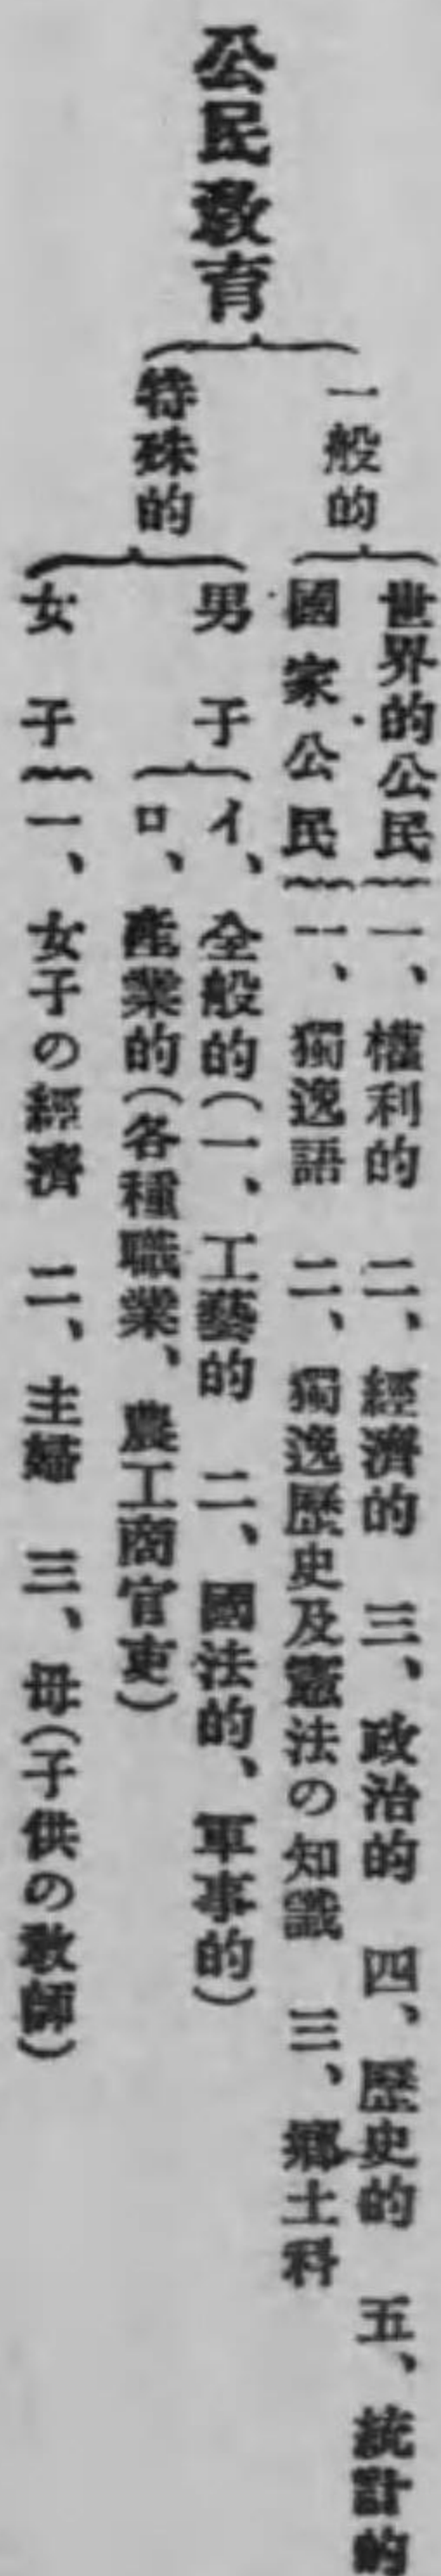 公民敎育
一般的
世界的公民 一、權利的 二、經濟的 三、政治的 四、歷史的 五、統計的
國家公民 一、獨逸語 二、獨逸歷史及憲法の知識 三、鄕土科
特殊的
男子 イ、全般的(一、工藝的 二、國法的、軍事的)
ロ、產業的(各種職業、農工商官吏)
女子 一、女子の經濟 二、主婦 三、母(子供の敎師)